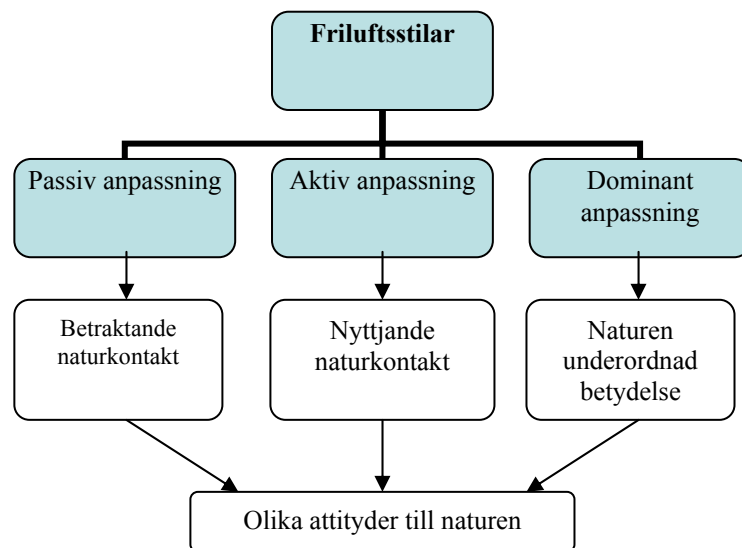 Friluftsstilar
Passiv anpassning
Aktiv anpassning
Dominant
anpassning
Betraktande
naturkontakt
Nyttjande
naturkontakt
Naturen
underordnad
betydelse
Olika attityder till naturen